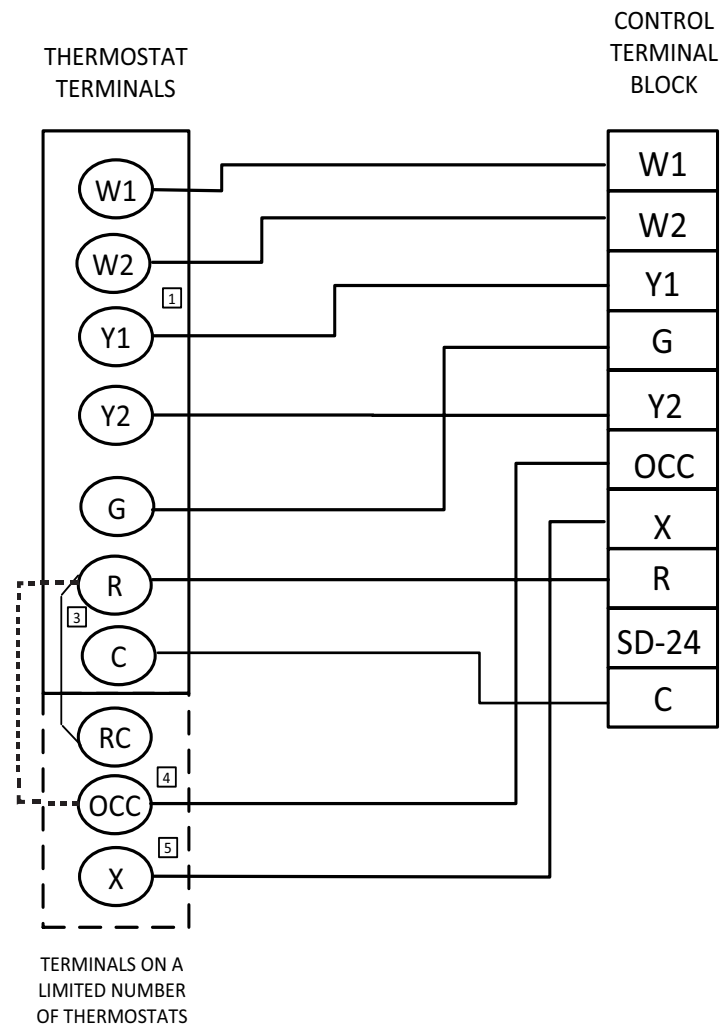 THERMOSTAT
TERMINALS
W1
W2
1
Y1
Y2
G
R
3
C
RC
4
OCC
5
X
TERMINALS ON A
LIMITED NUMBER
OF THERMOSTATS
CONTROL
TERMINAL
BLOCK
W1
W2
Y1
G
Y2
OCC
X
R
SD-24
C